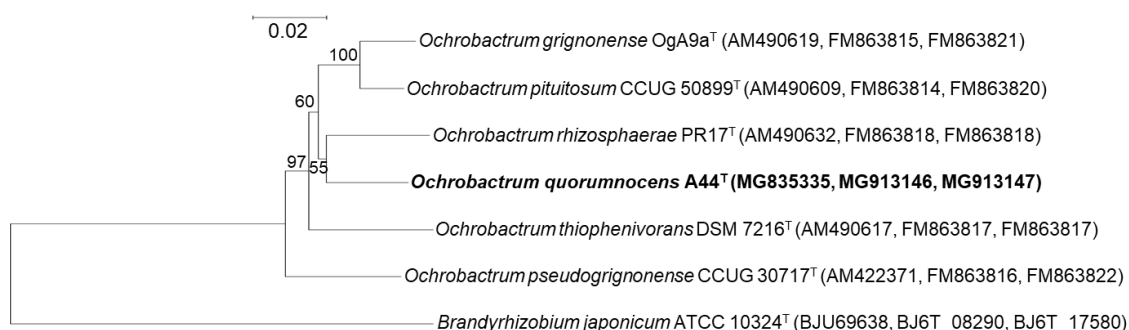 0.02
100
Ochrobactrum grignonense OgA9aᵀ (AM490619, FM863815, FM863821)
Ochrobactrum pituitosum CCUG 50899ᵀ (AM490609, FM863814, FM863820)
60
Ochrobactrum rhizosphaerae PR17ᵀ (AM490632, FM863818, FM863818)
97
55
Ochrobactrum quorumnocens A44ᵀ (MG835335, MG913146, MG913147)
Ochrobactrum thiophenivorans DSM 7216ᵀ (AM490617, FM863817, FM863817)
Ochrobactrum pseudogrignonense CCUG 30717ᵀ (AM422371, FM863816, FM863822)
Brandyrhizobium japonicum ATCC 10324ᵀ (BJU69638, BJ6T_08290, BJ6T_17580)